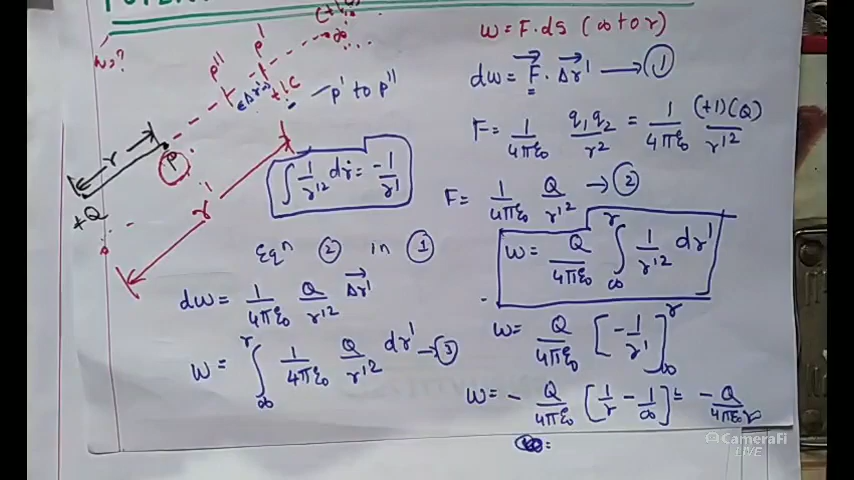 W = F.ds (∞ to r)
dw = F⃗ . Δr⃗' → ①
F = 1/4πε₀ q₁q₂/r² = 1/4πε₀ (+1)(Q)/r'²
F = 1/4πε₀ Q/r'² → ②
W = Q/4πε₀ ∫∞^r 1/r'² dr'
W = Q/4πε₀ [-1/r']∞^r
W = - Q/4πε₀ [1/r - 1/∞] = -Q/4πε₀r
∞
p'
p''
+1C
p' to p''
r
P
+Q
r'
∫ 1/r'² dr = -1/r'
Eqⁿ ② in ①
dw = 1/4πε₀ Q/r'² Δr⃗'
W = ∫∞^r 1/4πε₀ Q/r'² dr' → ③
CameraFi
LIVE